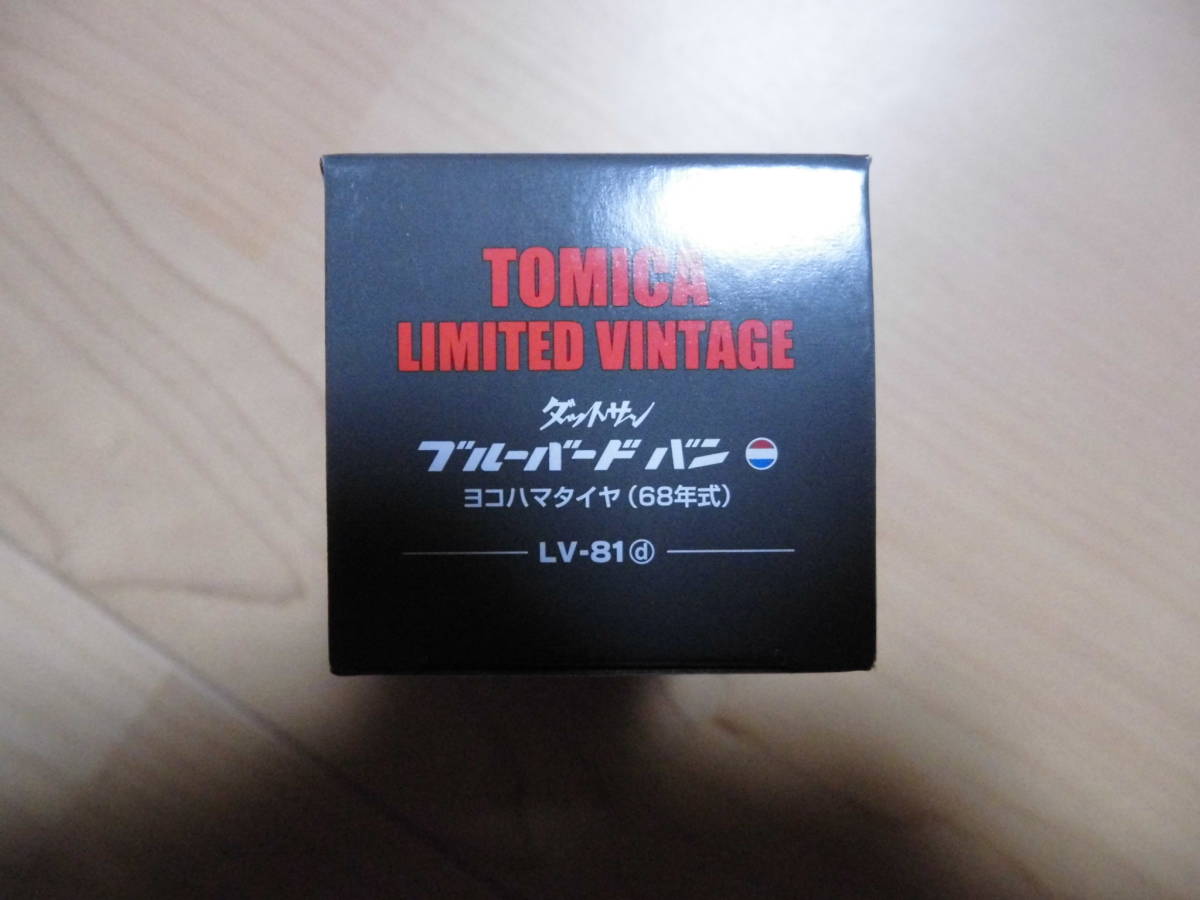 TOMICA
LIMITED VINTAGE
ダットサン
ブルーバード バン
ヨコハマタイヤ（68年式）
LV-81ⓓ